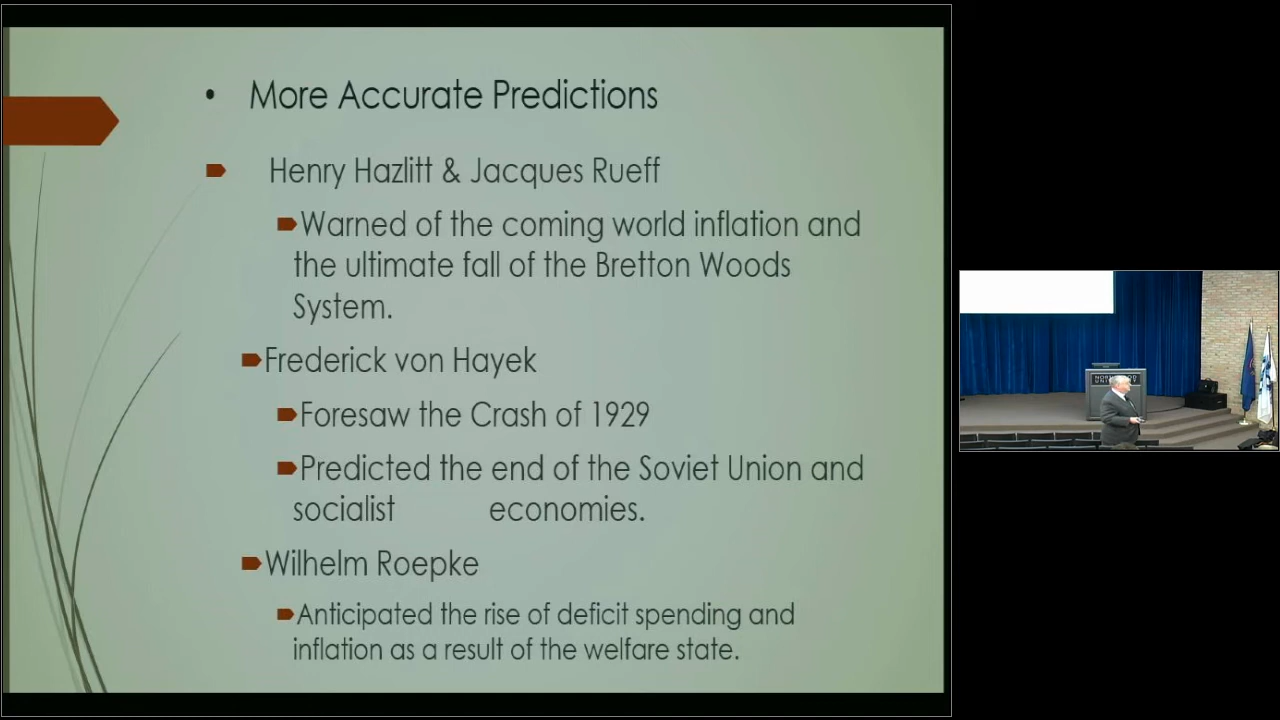 • More Accurate Predictions
Henry Hazlitt & Jacques Rueff
Warned of the coming world inflation and
the ultimate fall of the Bretton Woods
System.
Frederick von Hayek
Foresaw the Crash of 1929
Predicted the end of the Soviet Union and
socialist economies.
Wilhelm Roepke
Anticipated the rise of deficit spending and
inflation as a result of the welfare state.